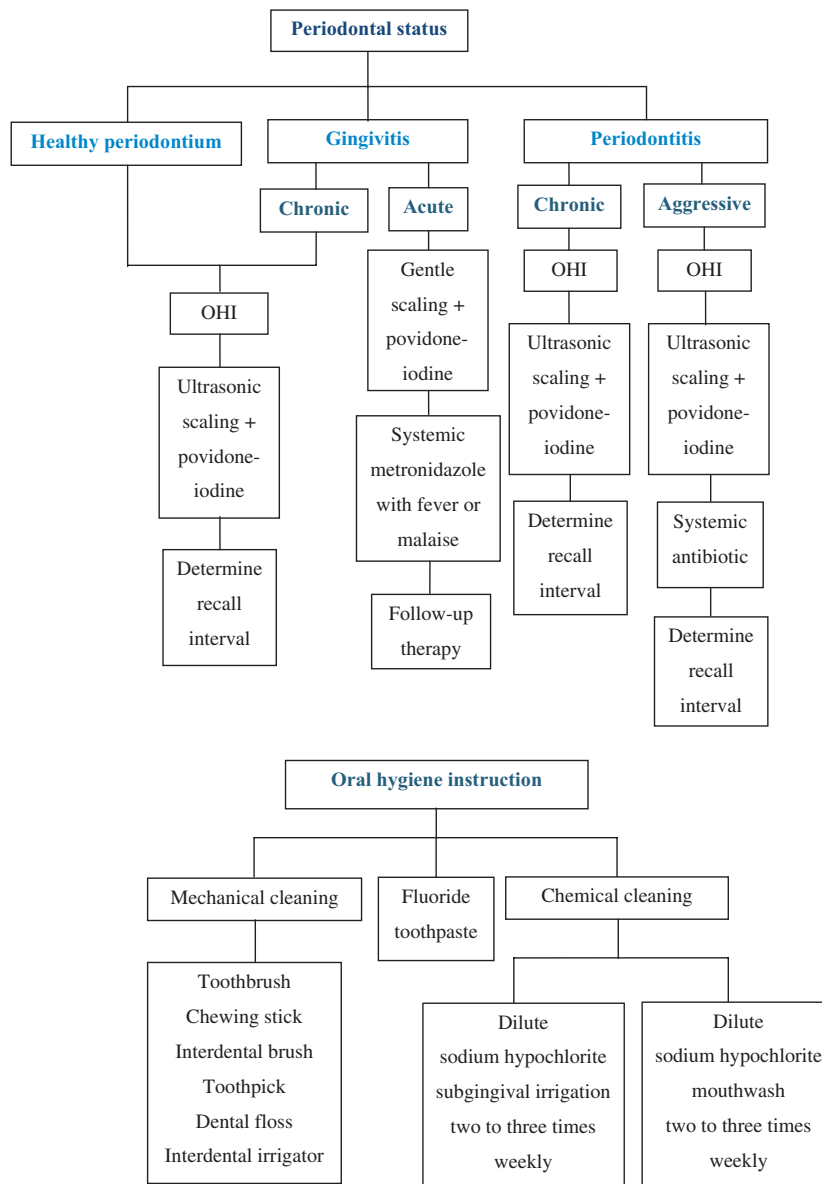 Periodontal status
Healthy periodontium
Gingivitis
Periodontitis
Chronic
Acute
Chronic
Aggressive
OHI
Ultrasonic
scaling +
povidone-
iodine
Determine
recall
interval
Gentle
scaling +
povidone-
iodine
Systemic
metronidazole
with fever or
malaise
Follow-up
therapy
OHI
Ultrasonic
scaling +
povidone-
iodine
Determine
recall
interval
OHI
Ultrasonic
scaling +
povidone-
iodine
Systemic
antibiotic
Determine
recall
interval
Oral hygiene instruction
Mechanical cleaning
Fluoride
toothpaste
Chemical cleaning
Toothbrush
Chewing stick
Interdental brush
Toothpick
Dental floss
Interdental irrigator
Dilute
sodium hypochlorite
subgingival irrigation
two to three times
weekly
Dilute
sodium hypochlorite
mouthwash
two to three times
weekly